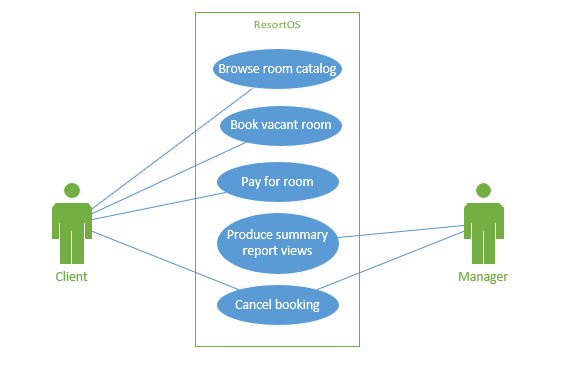 ResortOS
Browse room catalog
Book vacant room
Pay for room
Produce summary
report views
Cancel booking
Client
Manager